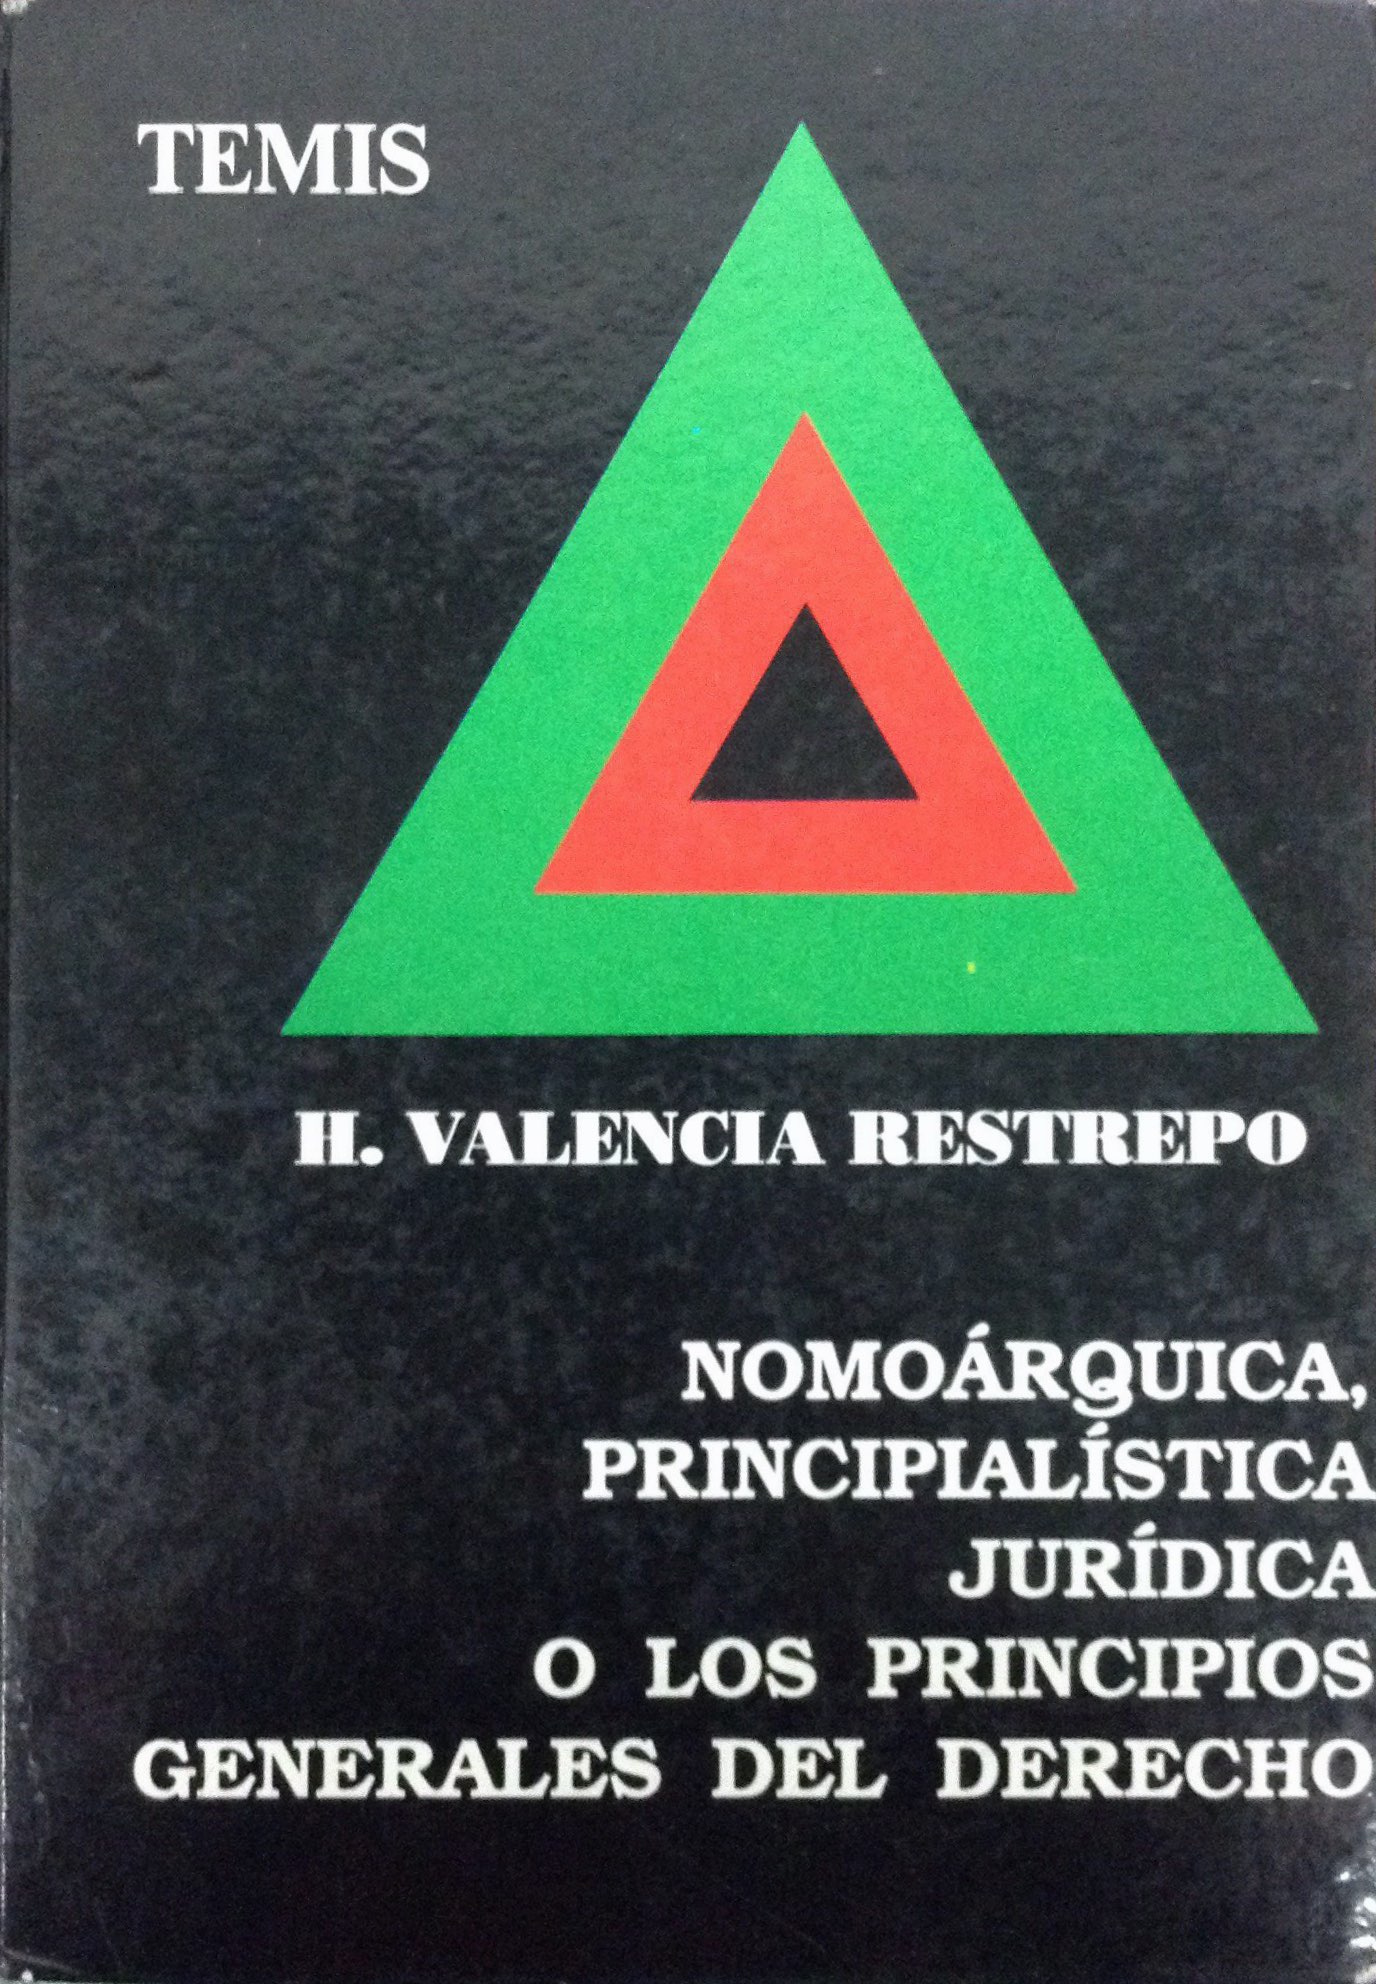 TEMIS
H. VALENCIA RESTREPO
NOMOÁRQUICA,
PRINCIPIALÍSTICA
JURÍDICA
O LOS PRINCIPIOS
GENERALES DEL DERECHO